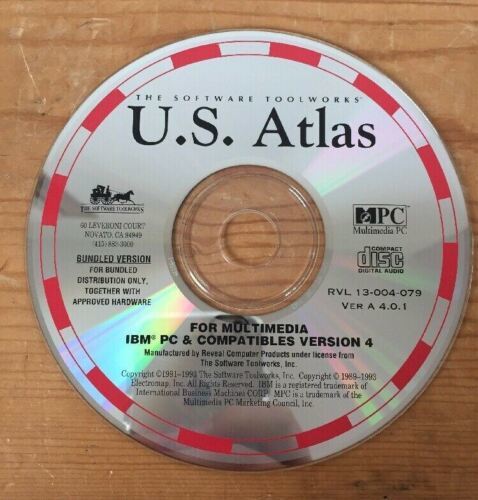 THE SOFTWARE TOOLWORKS®
U.S. Atlas
THE SOFTWARE TOOLWORKS
60 LEVERONI COURT
NOVATO, CA 94949
(415) 883-3000
BUNDLED VERSION
FOR BUNDLED
DISTRIBUTION ONLY,
TOGETHER WITH
APPROVED HARDWARE
MPC™
Multimedia PC
COMPACT
disc
DIGITAL AUDIO
RVL 13-004-079
VER A 4.0.1
FOR MULTIMEDIA
IBM® PC & COMPATIBLES VERSION 4
Manufactured by Reveal Computer Products under license from
The Software Toolworks, Inc.
Copyright ©1991-1993 The Software Toolworks, Inc. Copyright © 1989-1993
Electromap, Inc. All Rights Reserved. IBM is a registered trademark of
International Business Machines CORP. MPC is a trademark of the
Multimedia PC Marketing Council, Inc.